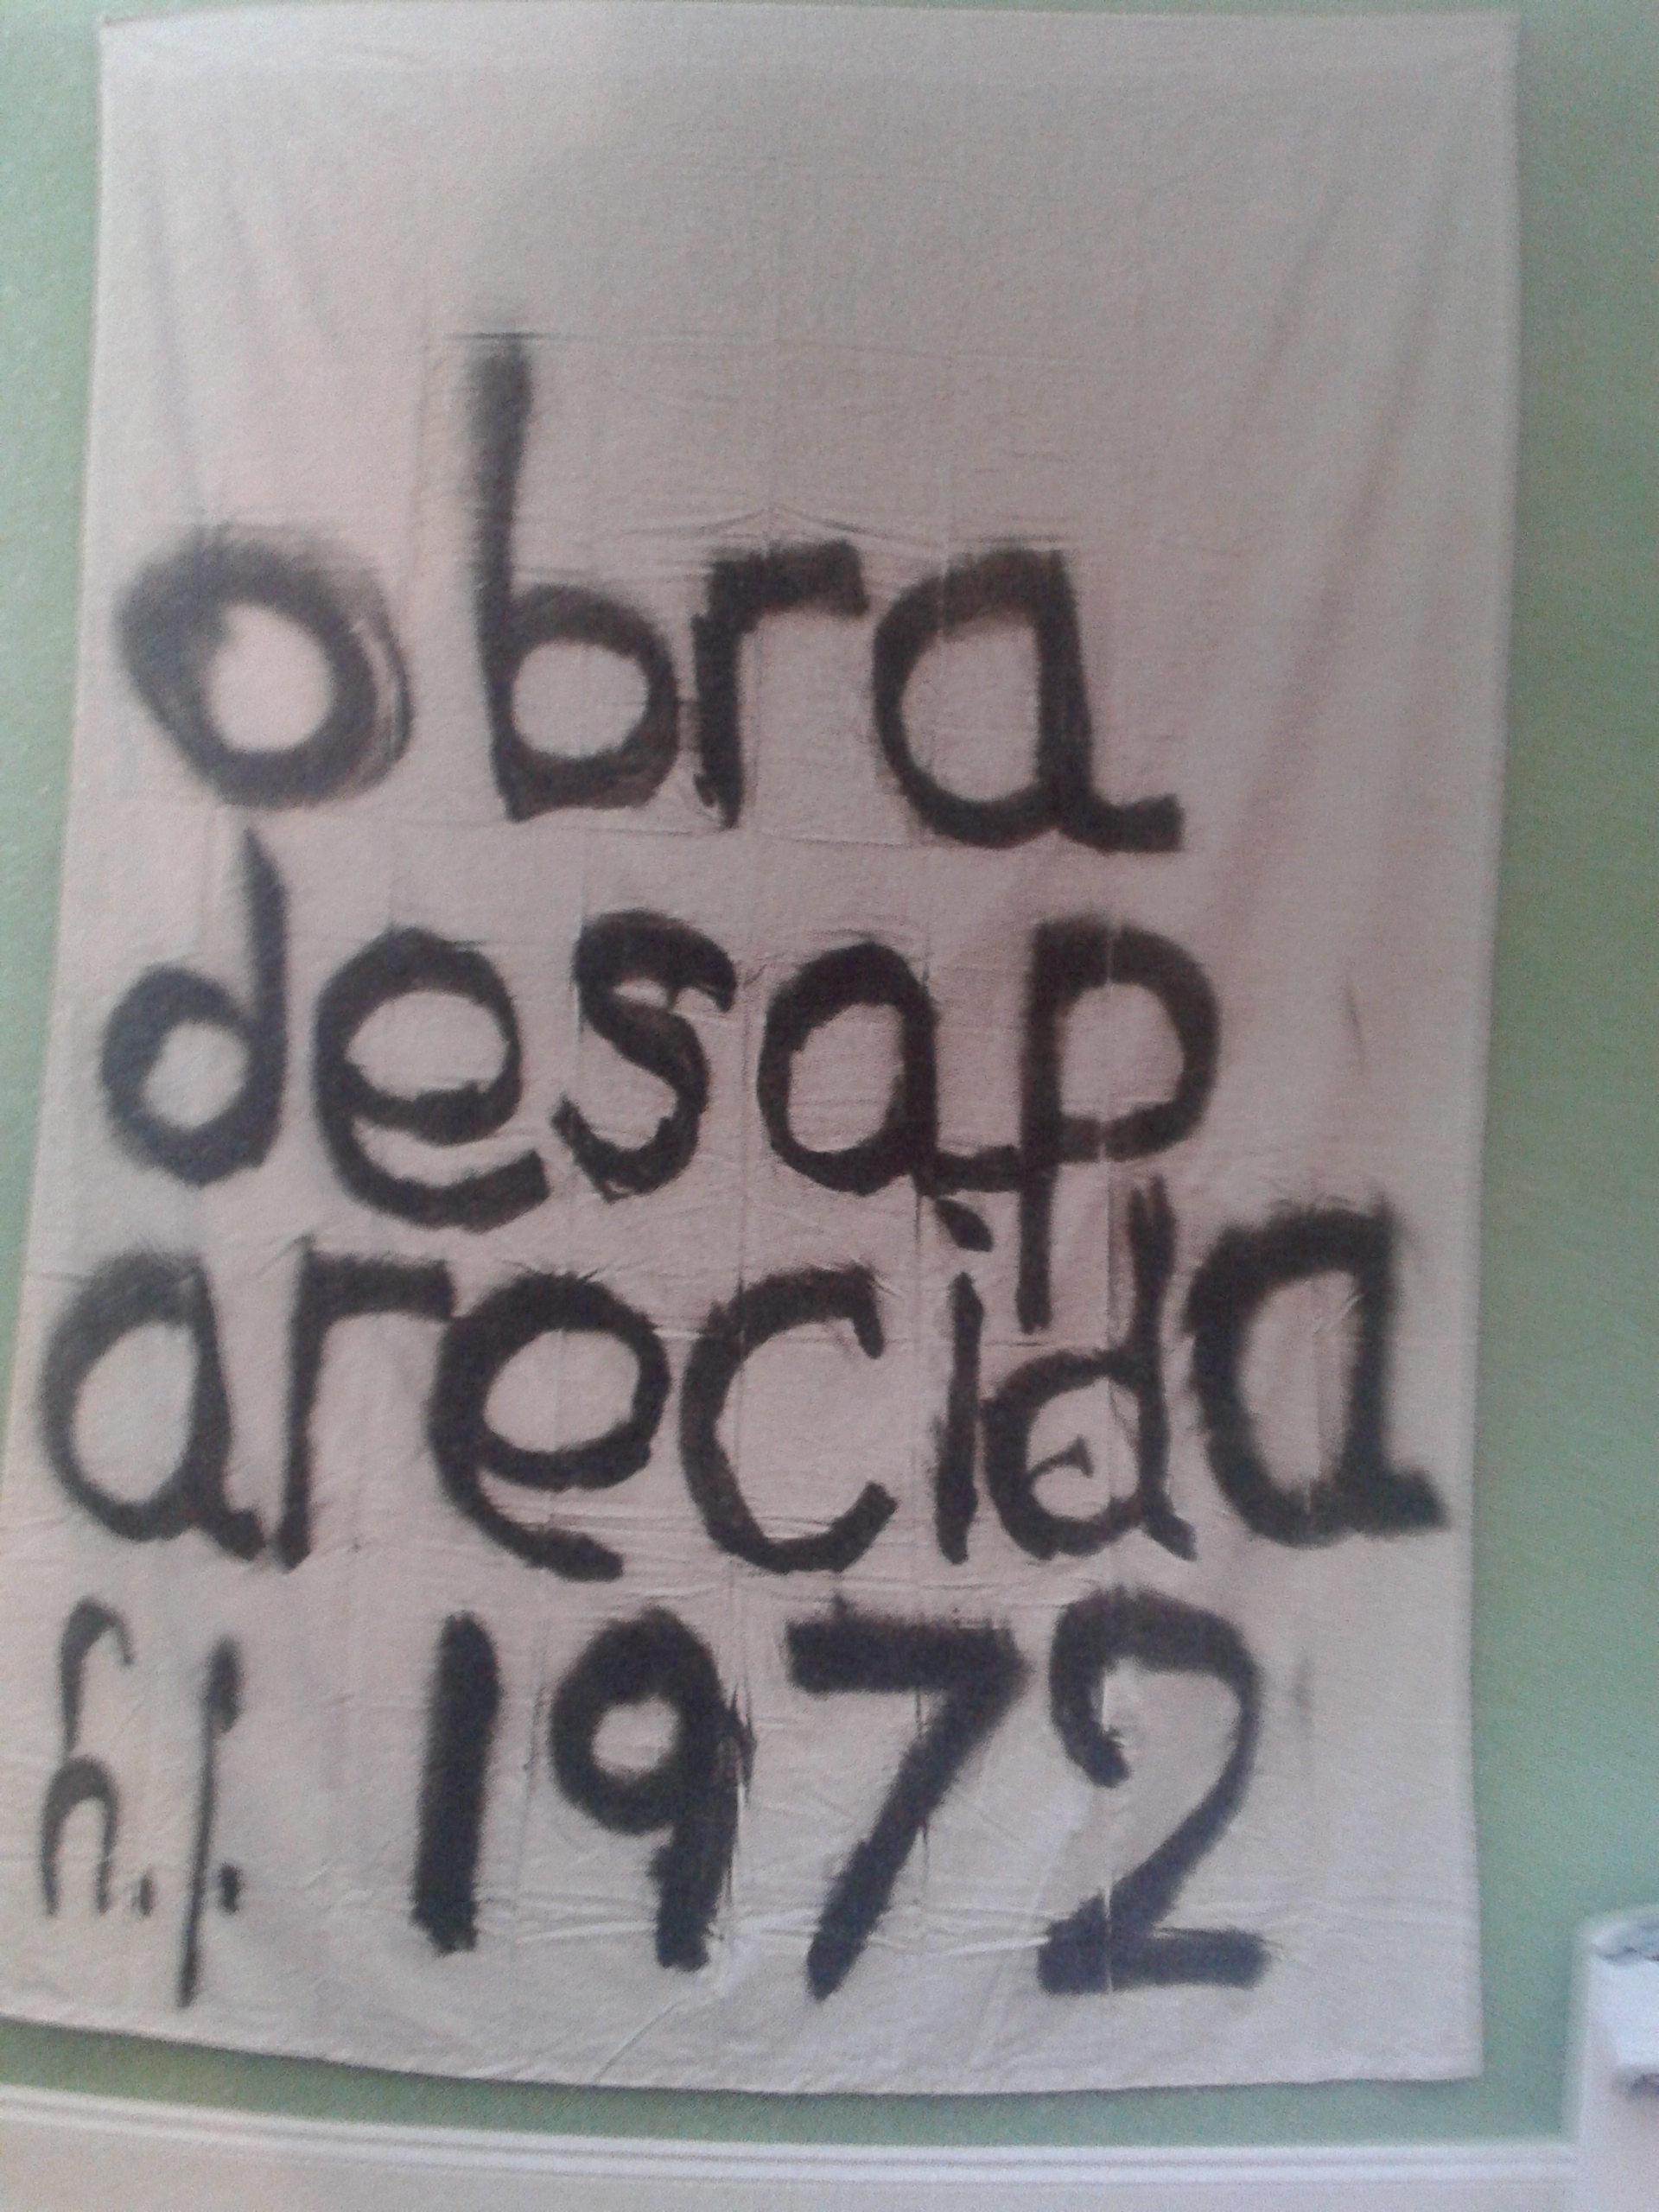 obra
desap
arecida
h.f. 1972